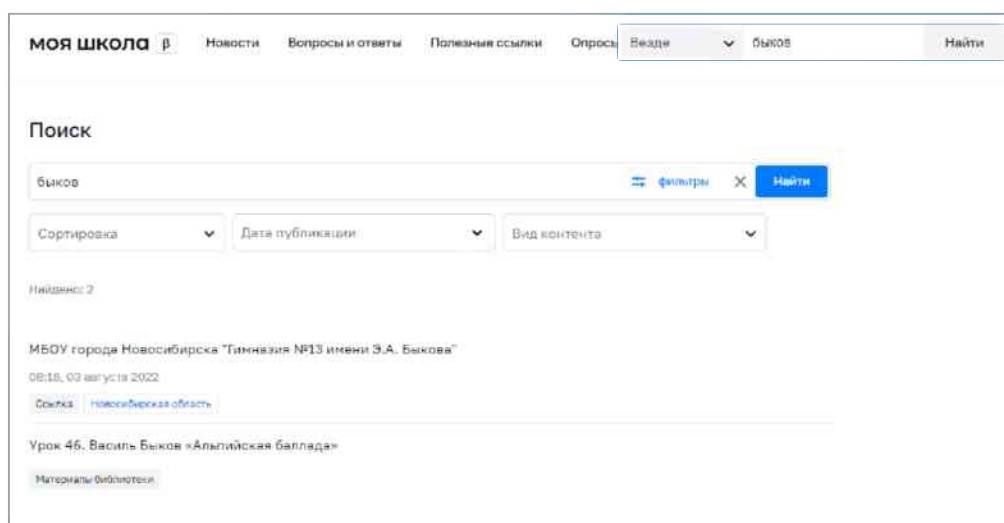 моя школа β Новости Вопросы и ответы Полезные ссылки Опросы Везде быков Найти
Поиск
быков фильтры Найти
Сортировка Дата публикации Вид контента
Найдено: 2
МБОУ города Новосибирска "Гимназия №13 имени Э.А. Быкова"
08:18, 03 августа 2022
Ссылка Новосибирская область
Урок 46. Василь Быков «Альпийская баллада»
Материалы библиотеки